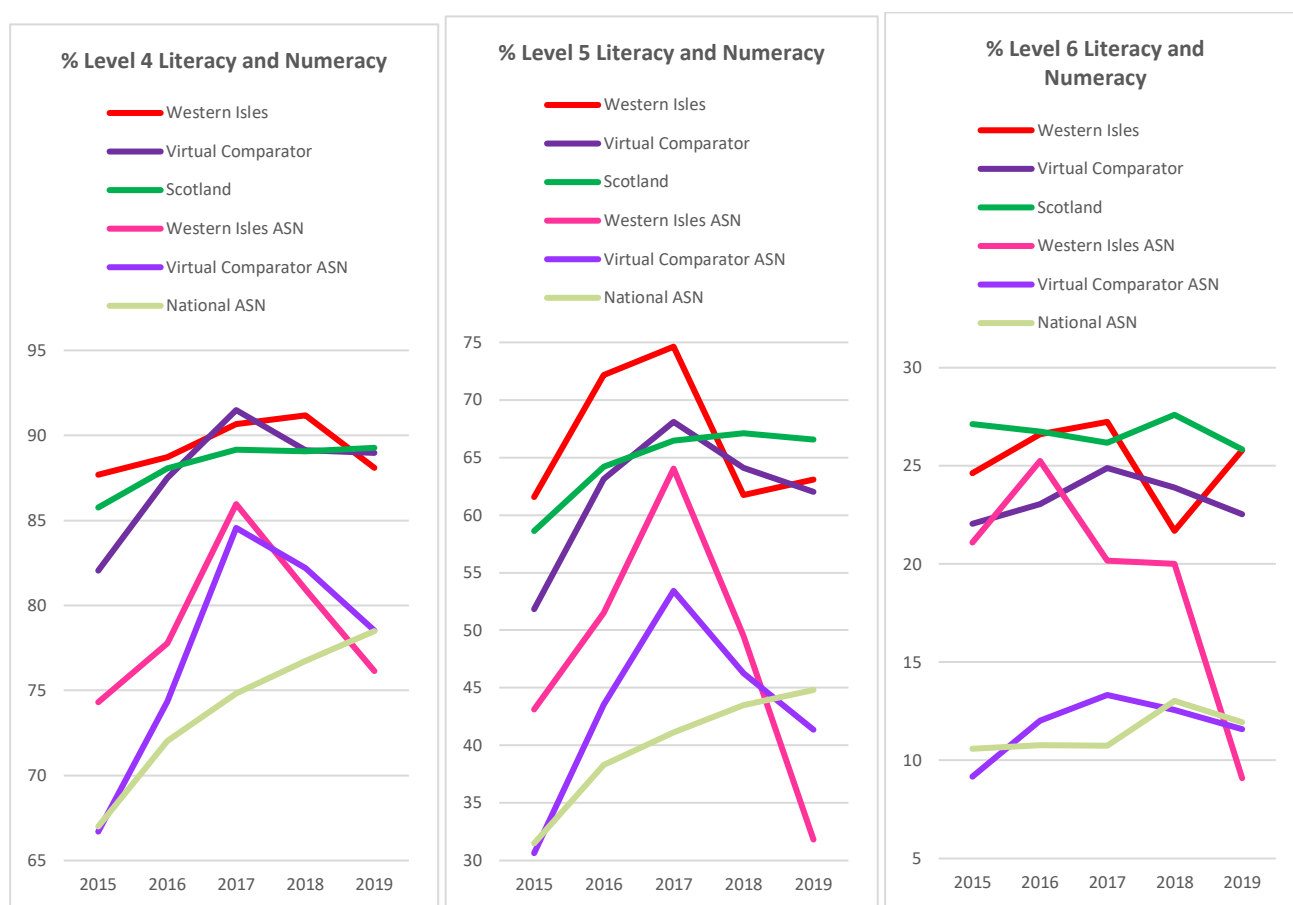 % Level 4 Literacy and Numeracy
Western Isles
Virtual Comparator
Scotland
Western Isles ASN
Virtual Comparator ASN
National ASN
95
90
85
80
75
70
65
2015 2016 2017 2018 2019
% Level 5 Literacy and Numeracy
Western Isles
Virtual Comparator
Scotland
Western Isles ASN
Virtual Comparator ASN
National ASN
75
70
65
60
55
50
45
40
35
30
2015 2016 2017 2018 2019
% Level 6 Literacy and
Numeracy
Western Isles
Virtual Comparator
Scotland
Western Isles ASN
Virtual Comparator ASN
National ASN
30
25
20
15
10
5
2015 2016 2017 2018 2019